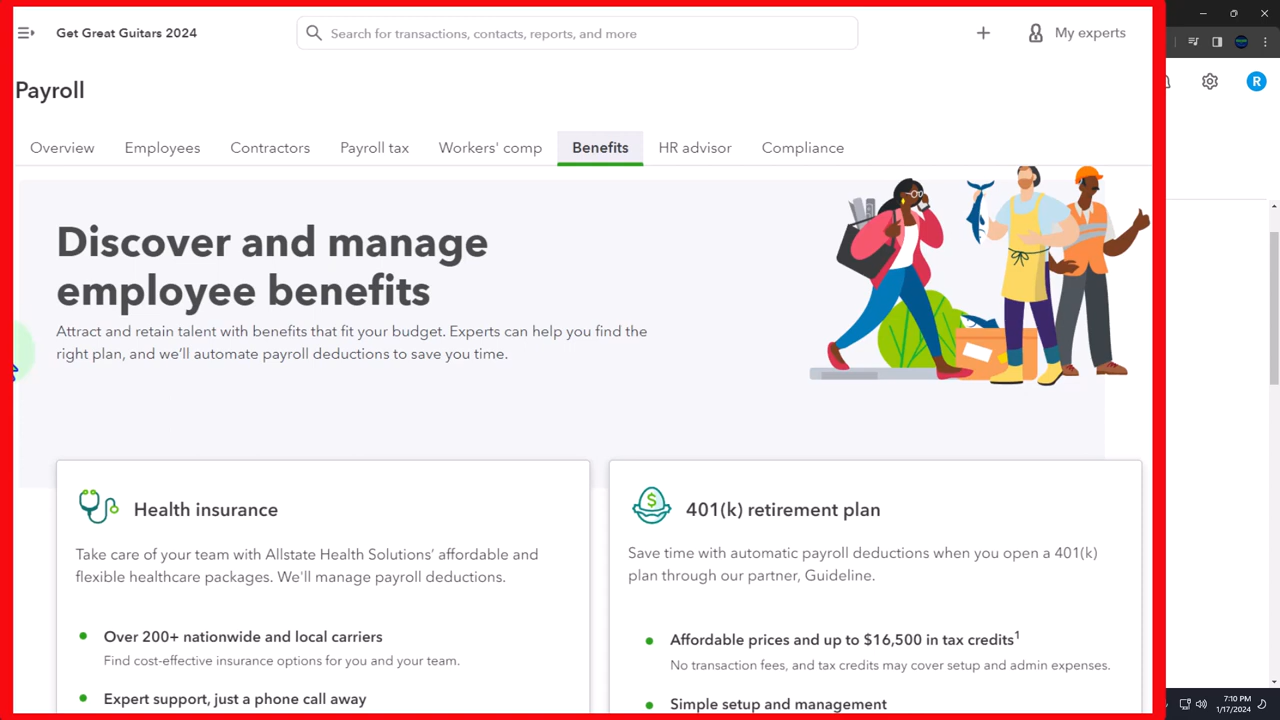 Get Great Guitars 2024
Search for transactions, contacts, reports, and more
My experts
R
Payroll
Overview Employees Contractors Payroll tax Workers' comp Benefits HR advisor Compliance
Discover and manage
employee benefits
Attract and retain talent with benefits that fit your budget. Experts can help you find the
right plan, and we'll automate payroll deductions to save you time.
Health insurance
Take care of your team with Allstate Health Solutions' affordable and
flexible healthcare packages. We'll manage payroll deductions.
Over 200+ nationwide and local carriers
Find cost-effective insurance options for you and your team.
Expert support, just a phone call away
$
401(k) retirement plan
Save time with automatic payroll deductions when you open a 401(k)
plan through our partner, Guideline.
Affordable prices and up to $16,500 in tax credits¹
No transaction fees, and tax credits may cover setup and admin expenses.
Simple setup and management
7:10 PM
1/17/2024